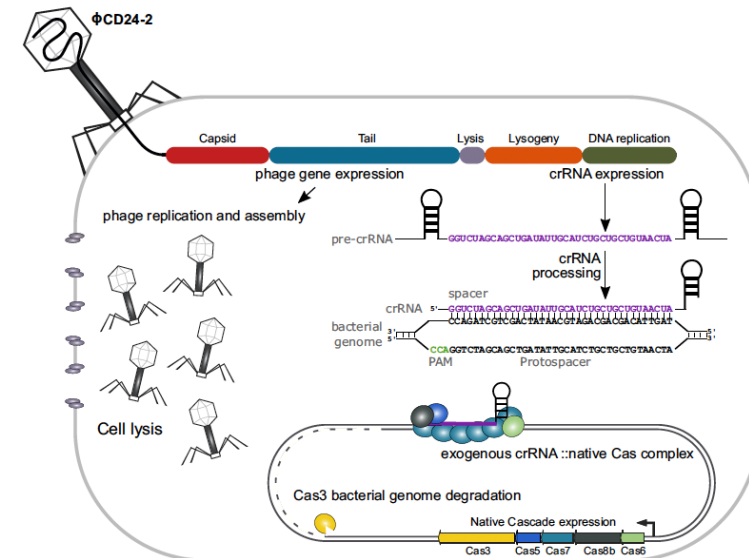 ϕCD24-2
Capsid
Tail
Lysis
Lysogeny
DNA replication
phage gene expression
crRNA expression
phage replication and assembly
pre-crRNA
GGUCUAGCAGCUGAUAUUGCAUCUGCUGCUGUAACUA
crRNA
processing
spacer
crRNA
5'
GGUCUAGCAGCUGAUAUUGCAUCUGCUGCUGUAACUA
CCAGATCGTCGACTATAACGTAGACGACGACATTGAT
bacterial
genome
3'
5'
5'
3'
CCAGGTCTAGCAGCTGATATTGCATCTGCTGCTGTAACTA
PAM
Protospacer
Cell lysis
exogenous crRNA ::native Cas complex
Cas3 bacterial genome degradation
Native Cascade expression
Cas3
Cas5
Cas7
Cas8b
Cas6